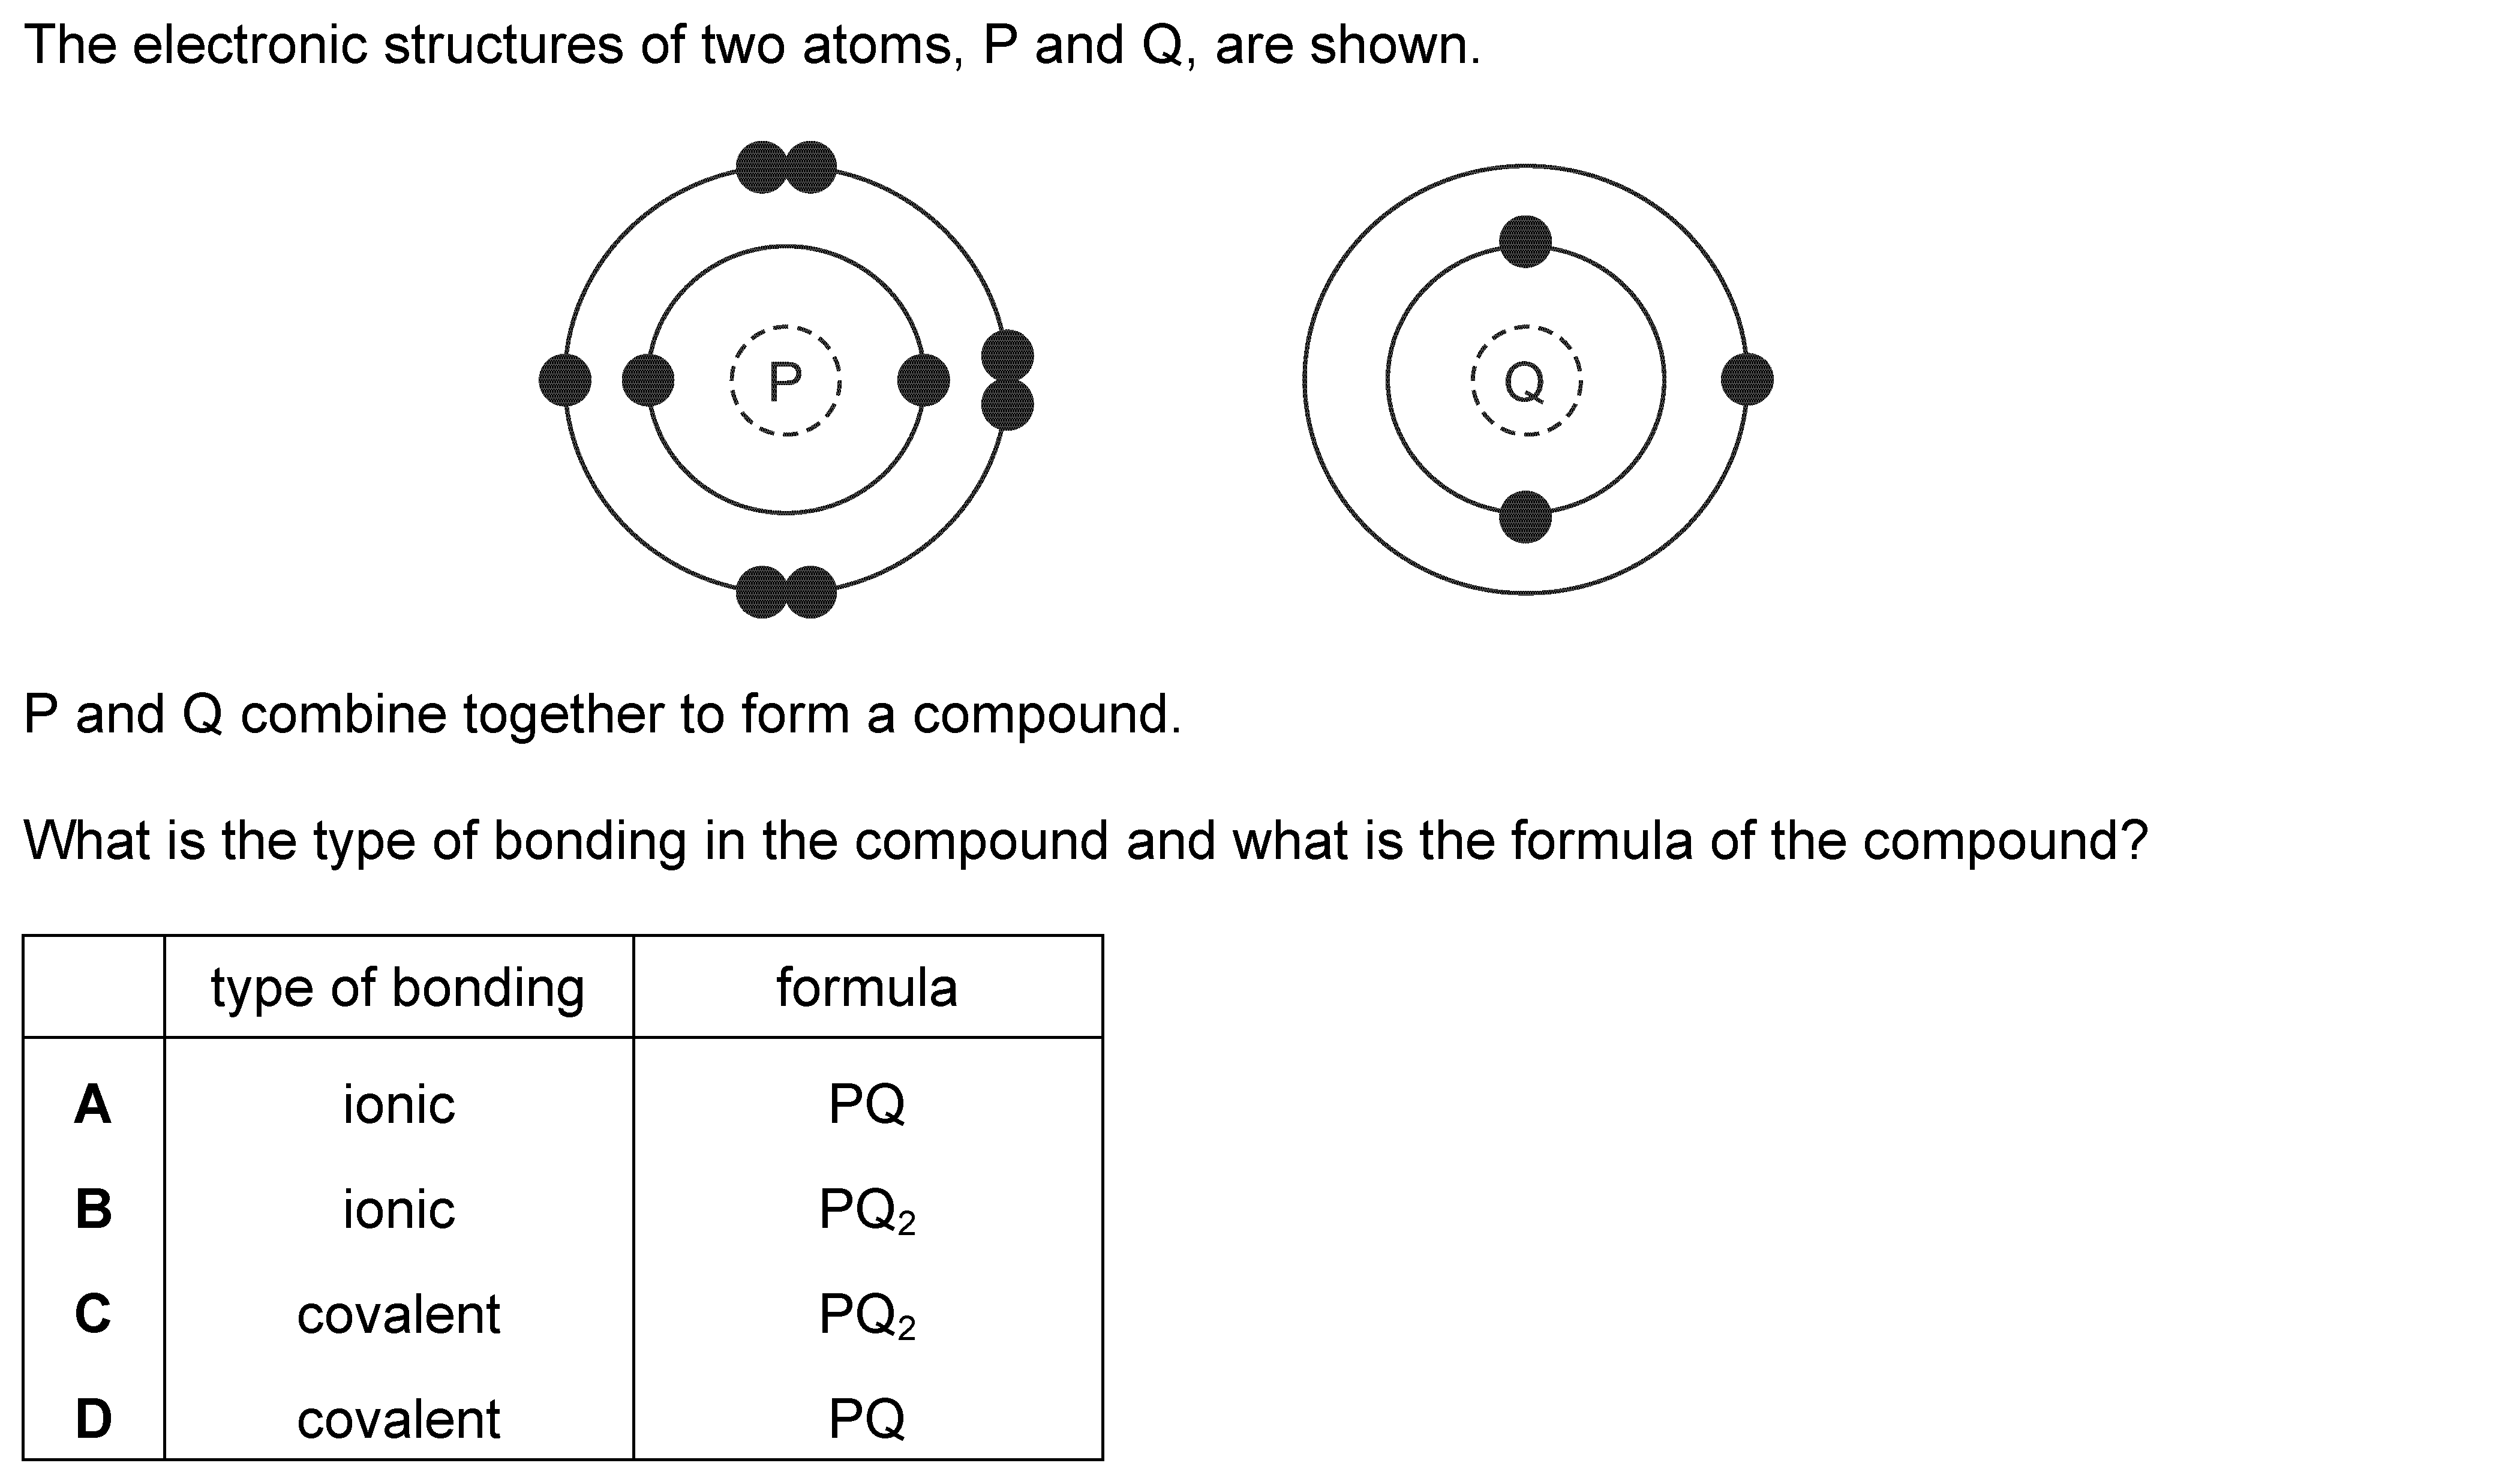 The electronic structures of two atoms, P and Q, are shown.
P
Q
P and Q combine together to form a compound.
What is the type of bonding in the compound and what is the formula of the compound?
type of bonding formula
A ionic PQ
B ionic PQ₂
C covalent PQ₂
D covalent PQ